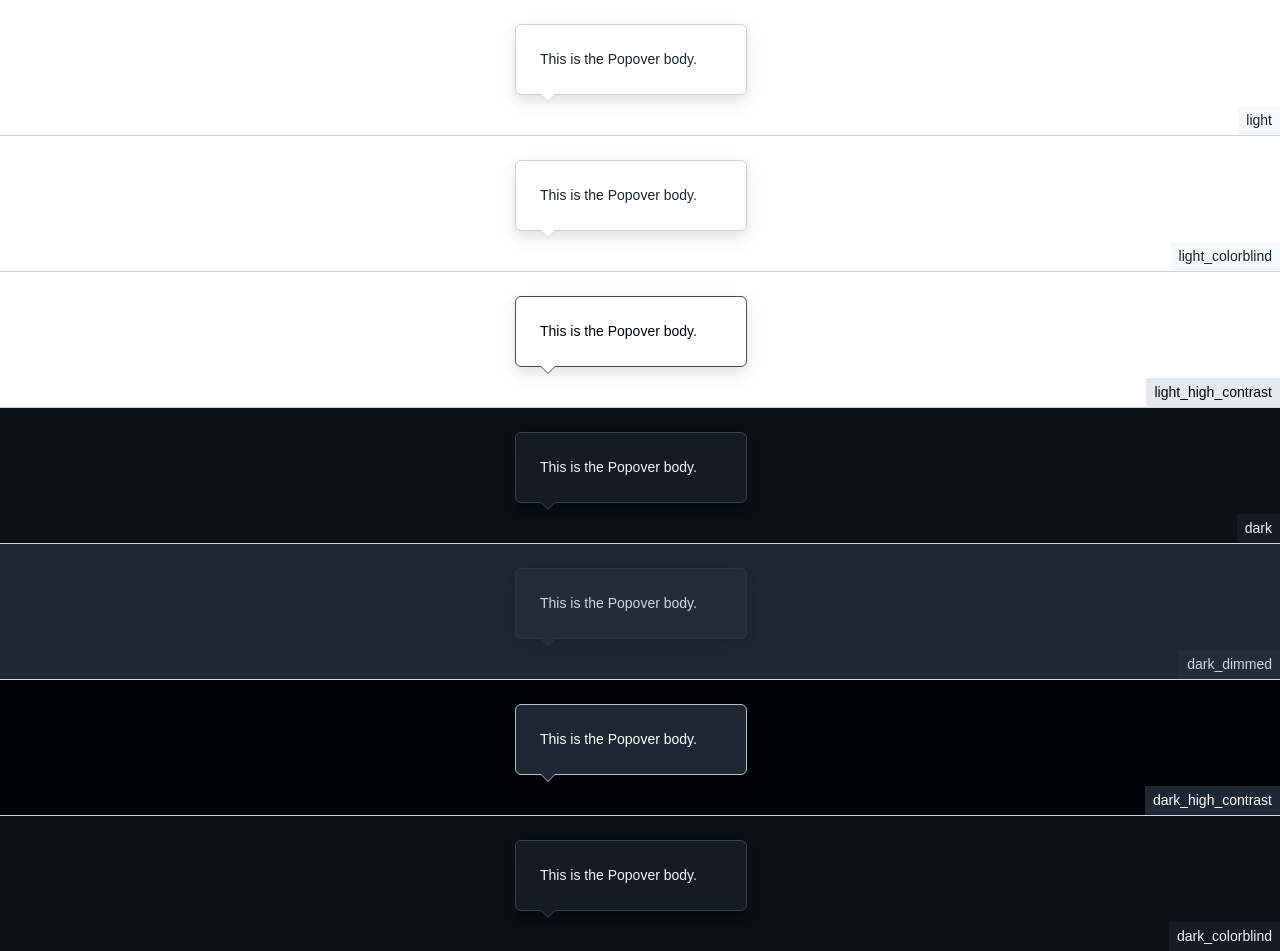 This is the Popover body.
light
This is the Popover body.
light_colorblind
This is the Popover body.
light_high_contrast
This is the Popover body.
dark
This is the Popover body.
dark_dimmed
This is the Popover body.
dark_high_contrast
This is the Popover body.
dark_colorblind